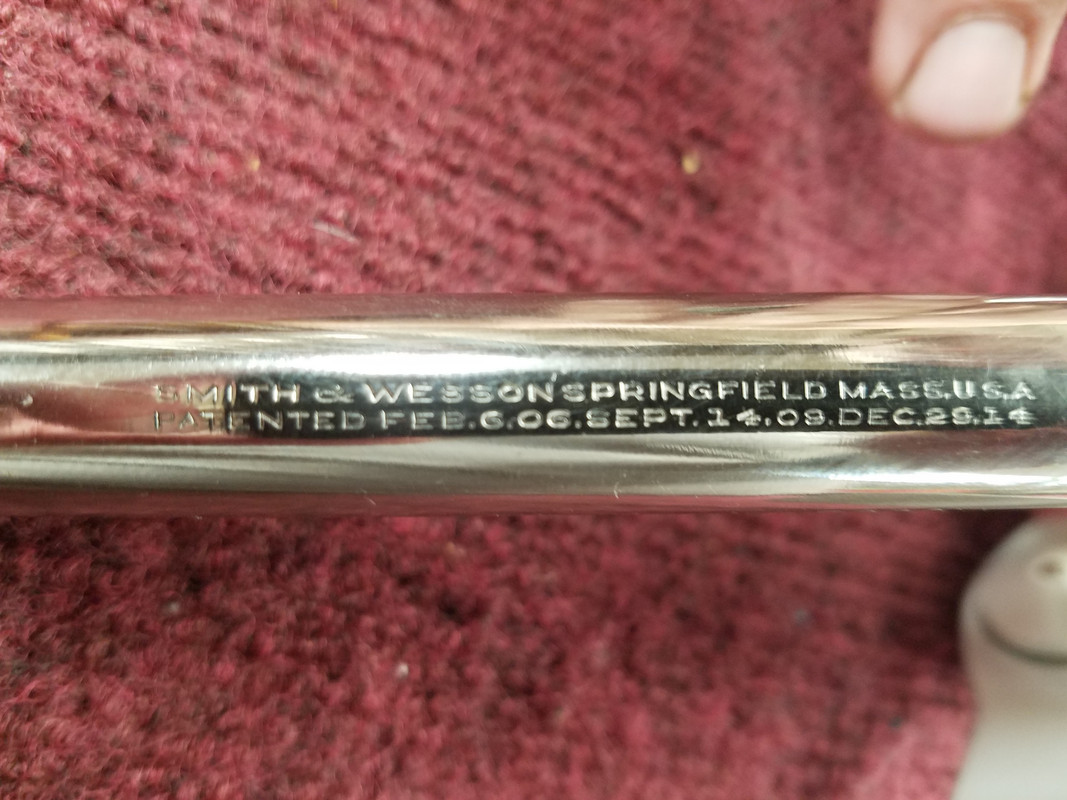 SMITH & WESSON SPRINGFIELD MASS.U.S.A
PATENTED FEB.6.06.SEPT.14.09.DEC.29.14